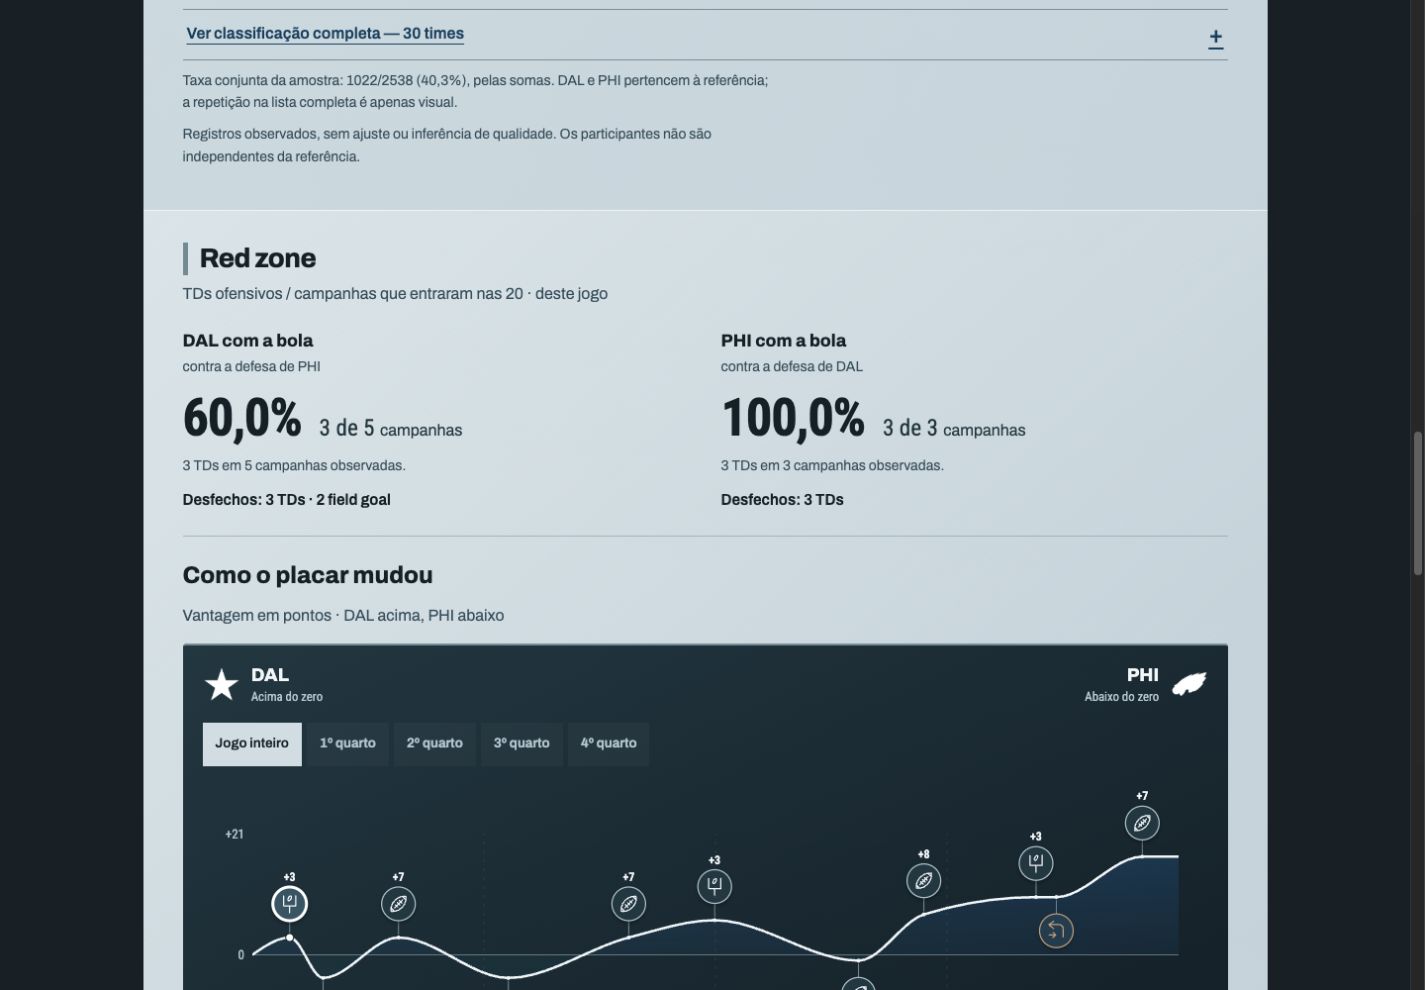 Ver classificação completa — 30 times
+
Taxa conjunta da amostra: 1022/2538 (40,3%), pelas somas. DAL e PHI pertencem à referência;
a repetição na lista completa é apenas visual.
Registros observados, sem ajuste ou inferência de qualidade. Os participantes não são
independentes da referência.
Red zone
TDs ofensivos / campanhas que entraram nas 20 · deste jogo
DAL com a bola
contra a defesa de PHI
60,0% 3 de 5 campanhas
3 TDs em 5 campanhas observadas.
Desfechos: 3 TDs · 2 field goal
PHI com a bola
contra a defesa de DAL
100,0% 3 de 3 campanhas
3 TDs em 3 campanhas observadas.
Desfechos: 3 TDs
Como o placar mudou
Vantagem em pontos · DAL acima, PHI abaixo
DAL
Acima do zero
PHI
Abaixo do zero
Jogo inteiro 1º quarto 2º quarto 3º quarto 4º quarto
+7
+21
+3
+8
+3
+3 +7 +7
0